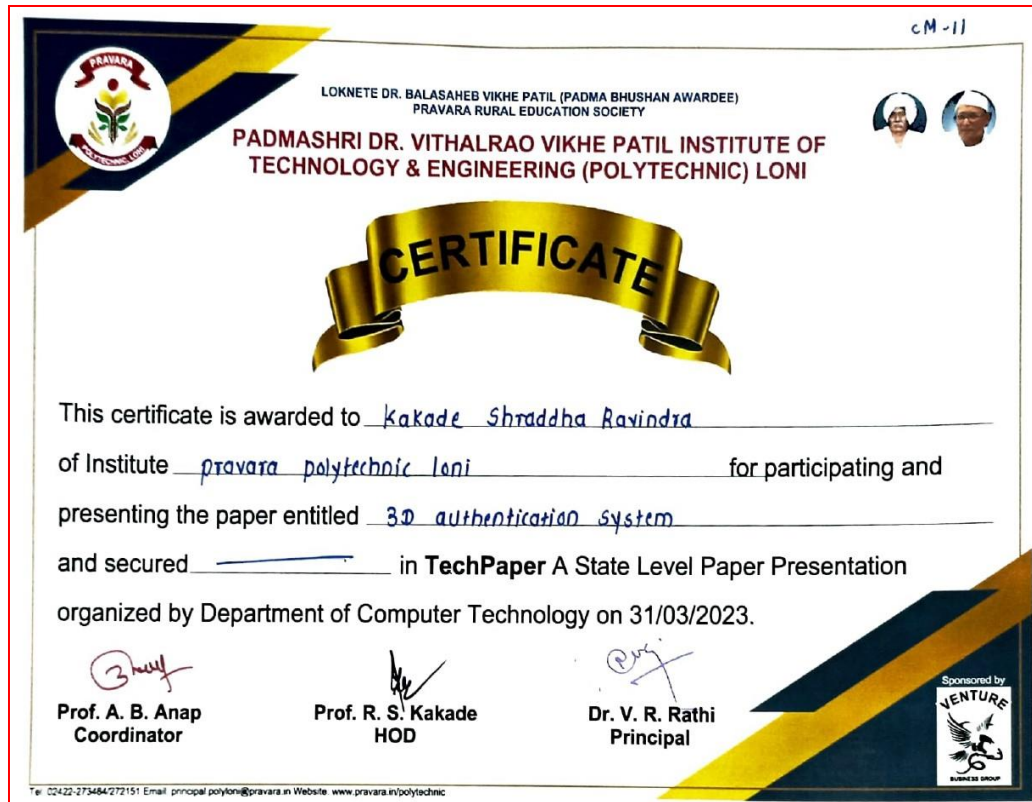 cM-11
PRAVARA
POLYTECHNIC LONI
LOKNETE DR. BALASAHEB VIKHE PATIL (PADMA BHUSHAN AWARDEE)
PRAVARA RURAL EDUCATION SOCIETY
PADMASHRI DR. VITHALRAO VIKHE PATIL INSTITUTE OF
TECHNOLOGY & ENGINEERING (POLYTECHNIC) LONI
CERTIFICATE
This certificate is awarded to Kakade Shraddha Ravindra
of Institute pravara polytechnic loni for participating and
presenting the paper entitled 3D authentication system
and secured in TechPaper A State Level Paper Presentation
organized by Department of Computer Technology on 31/03/2023.
Prof. A. B. Anap Prof. R. S. Kakade Dr. V. R. Rathi
Coordinator HOD Principal
Sponsored by
VENTURE
BUSINESS GROUP
Tel: 02422-273484/272151 Email: principal.polyloni@pravara.in Website: www.pravara.in/polytechnic